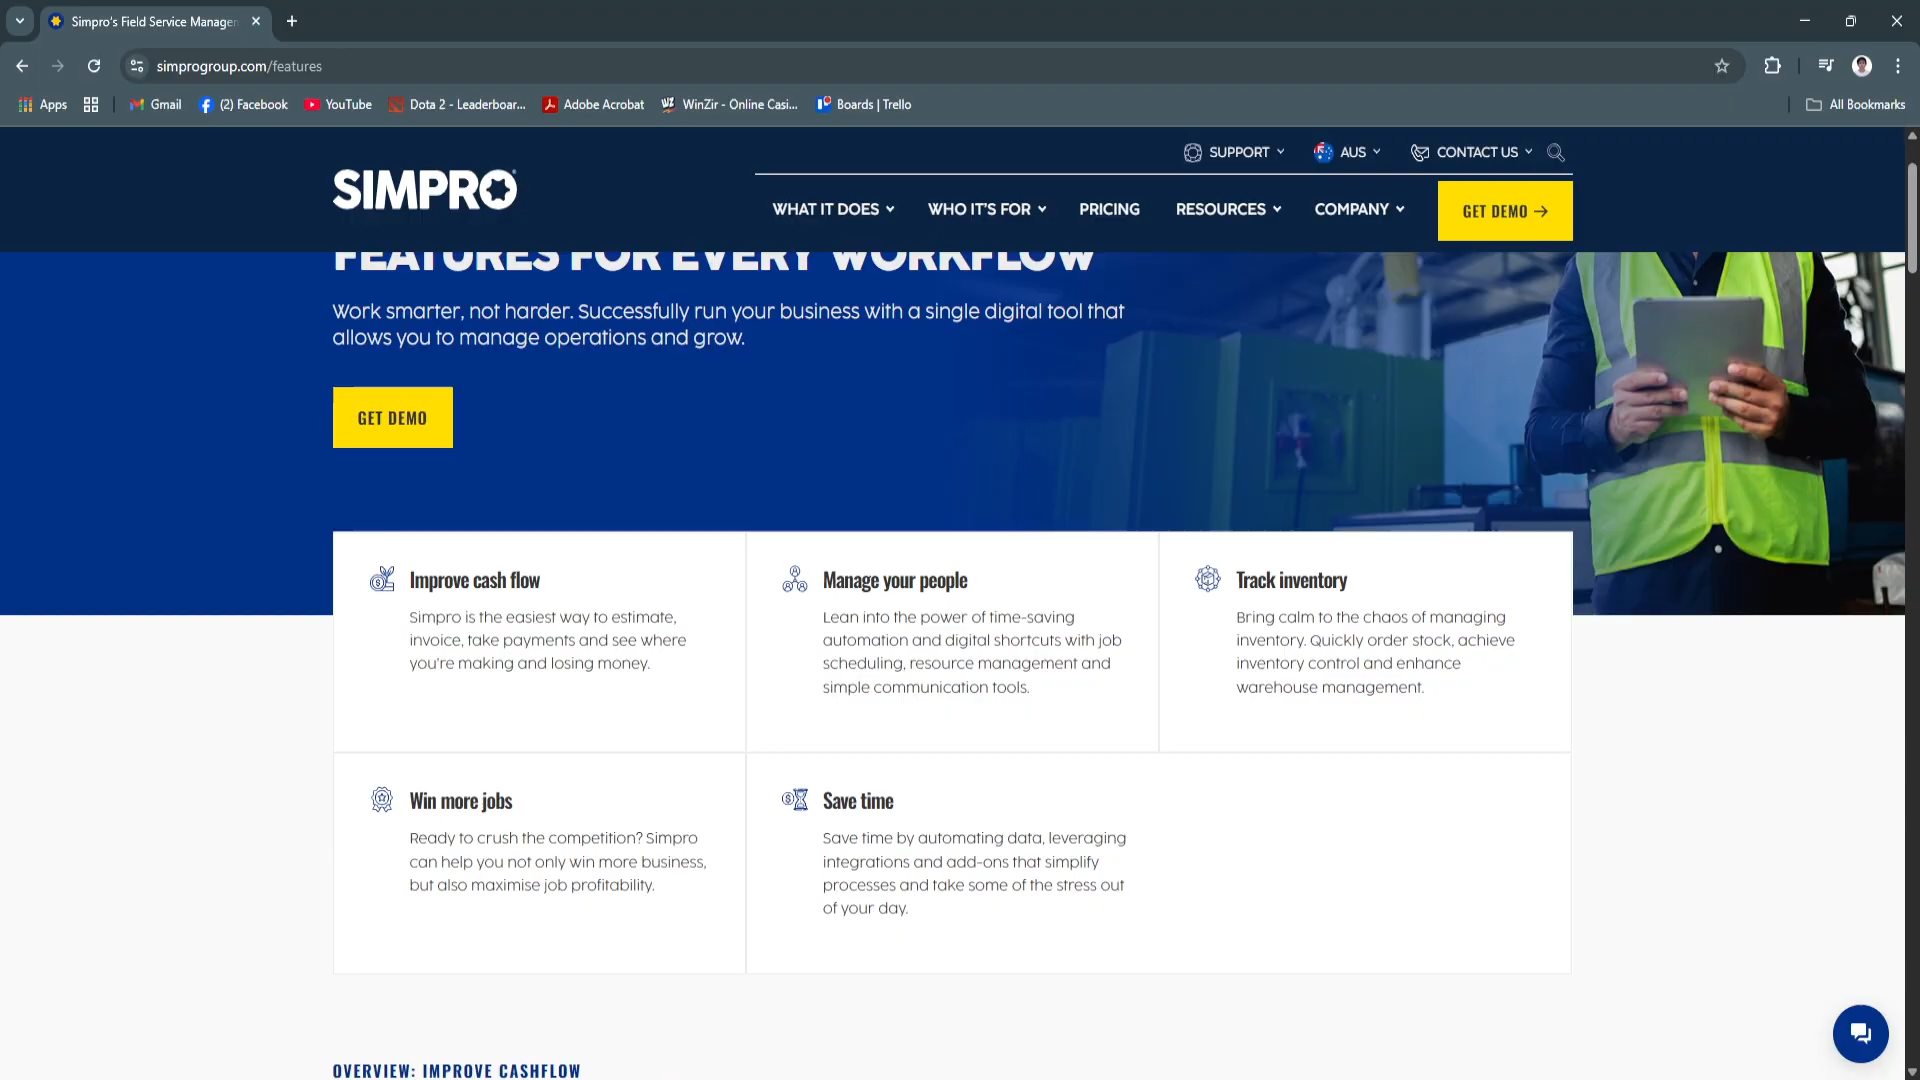 Simpro's Field Service Manage
simprogroup.com/features
Apps
Gmail
(2) Facebook
YouTube
Dota 2 - Leaderboar...
Adobe Acrobat
WinZir - Online Casi...
Boards | Trello
All Bookmarks
SUPPORT
AUS
CONTACT US
SIMPRO
WHAT IT DOES
WHO IT'S FOR
PRICING
RESOURCES
COMPANY
GET DEMO →
FEATURES FOR EVERY WORKFLOW
Work smarter, not harder. Successfully run your business with a single digital tool that
allows you to manage operations and grow.
GET DEMO
Improve cash flow
Simpro is the easiest way to estimate,
invoice, take payments and see where
you're making and losing money.
Manage your people
Lean into the power of time-saving
automation and digital shortcuts with job
scheduling, resource management and
simple communication tools.
Track inventory
Bring calm to the chaos of managing
inventory. Quickly order stock, achieve
inventory control and enhance
warehouse management.
Win more jobs
Ready to crush the competition? Simpro
can help you not only win more business,
but also maximise job profitability.
Save time
Save time by automating data, leveraging
integrations and add-ons that simplify
processes and take some of the stress out
of your day.
OVERVIEW: IMPROVE CASHFLOW